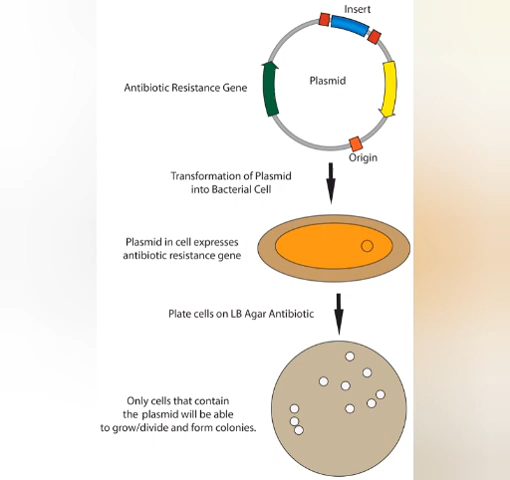 Insert
Antibiotic Resistance Gene
Plasmid
Origin
Transformation of Plasmid
into Bacterial Cell
Plasmid in cell expresses
antibiotic resistance gene
Plate cells on LB Agar Antibiotic
Only cells that contain
the plasmid will be able
to grow/divide and form colonies.